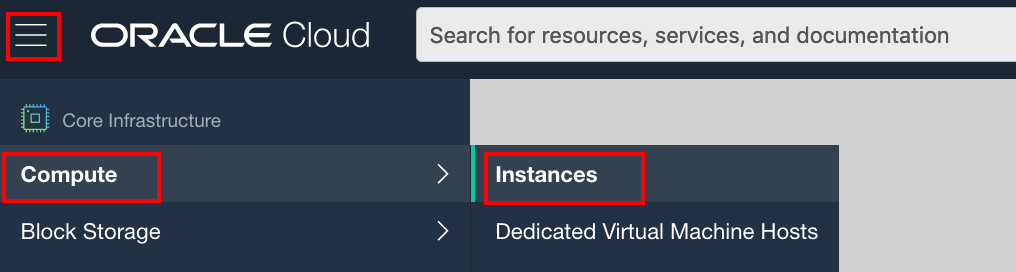 ORACLE Cloud
Search for resources, services, and documentation
Core Infrastructure
Compute
Instances
Block Storage
Dedicated Virtual Machine Hosts